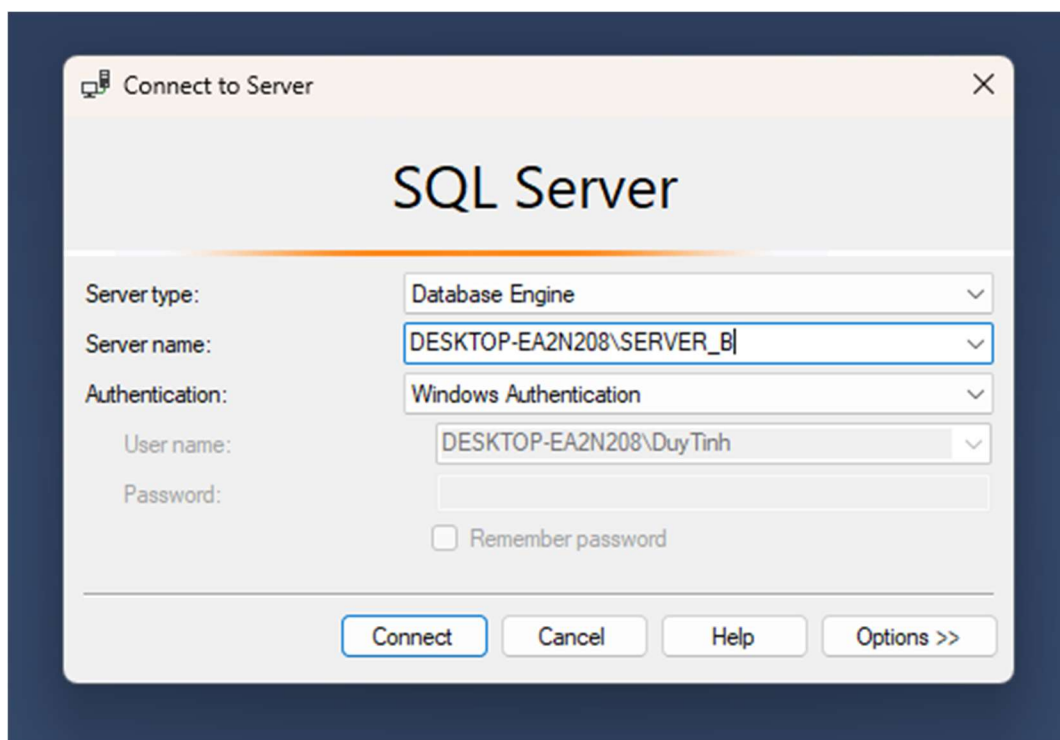 Connect to Server
SQL Server
Server type: Database Engine
Server name: DESKTOP-EA2N208\SERVER_B
Authentication: Windows Authentication
User name: DESKTOP-EA2N208\DuyTinh
Password:
Remember password
Connect Cancel Help Options >>